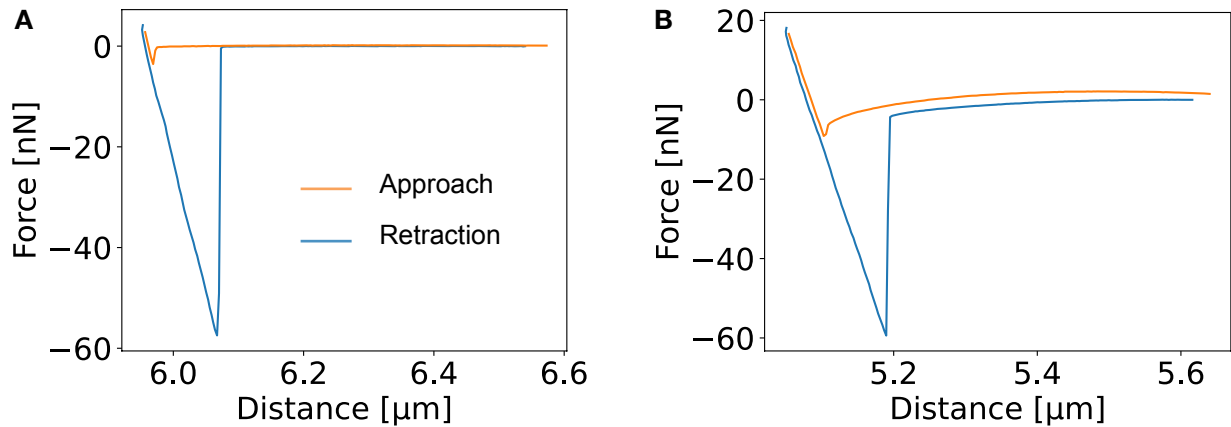 A
0
−20
−40
−60
Force [nN]
Approach
Retraction
6.0
6.2
6.4
6.6
Distance [µm]
B
20
0
−20
−40
−60
Force [nN]
5.2
5.4
5.6
Distance [µm]